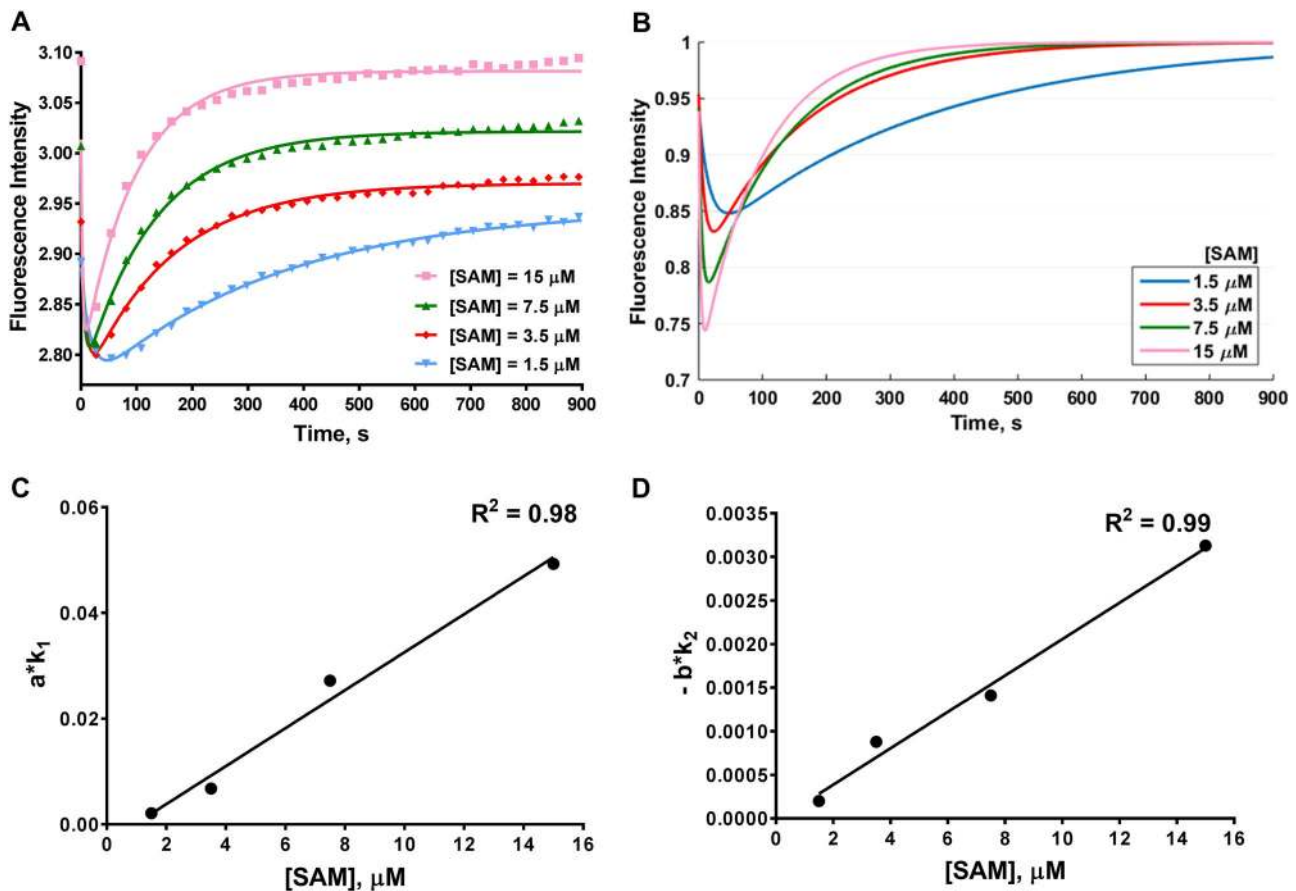 A
Fluorescence Intensity
3.10
3.05
3.00
2.95
2.90
2.85
2.80
0 100 200 300 400 500 600 700 800 900
Time, s
[SAM] = 15 μM
[SAM] = 7.5 μM
[SAM] = 3.5 μM
[SAM] = 1.5 μM
B
Fluorescence Intensity
1
0.95
0.9
0.85
0.8
0.75
0.7
0 100 200 300 400 500 600 700 800 900
Time, s
[SAM]
1.5 μM
3.5 μM
7.5 μM
15 μM
C
R² = 0.98
a*k₁
0.06
0.04
0.02
0.00
0 2 4 6 8 10 12 14 16
[SAM], μM
D
R² = 0.99
- b*k₂
0.0035
0.0030
0.0025
0.0020
0.0015
0.0010
0.0005
0.0000
0 2 4 6 8 10 12 14 16
[SAM], μM